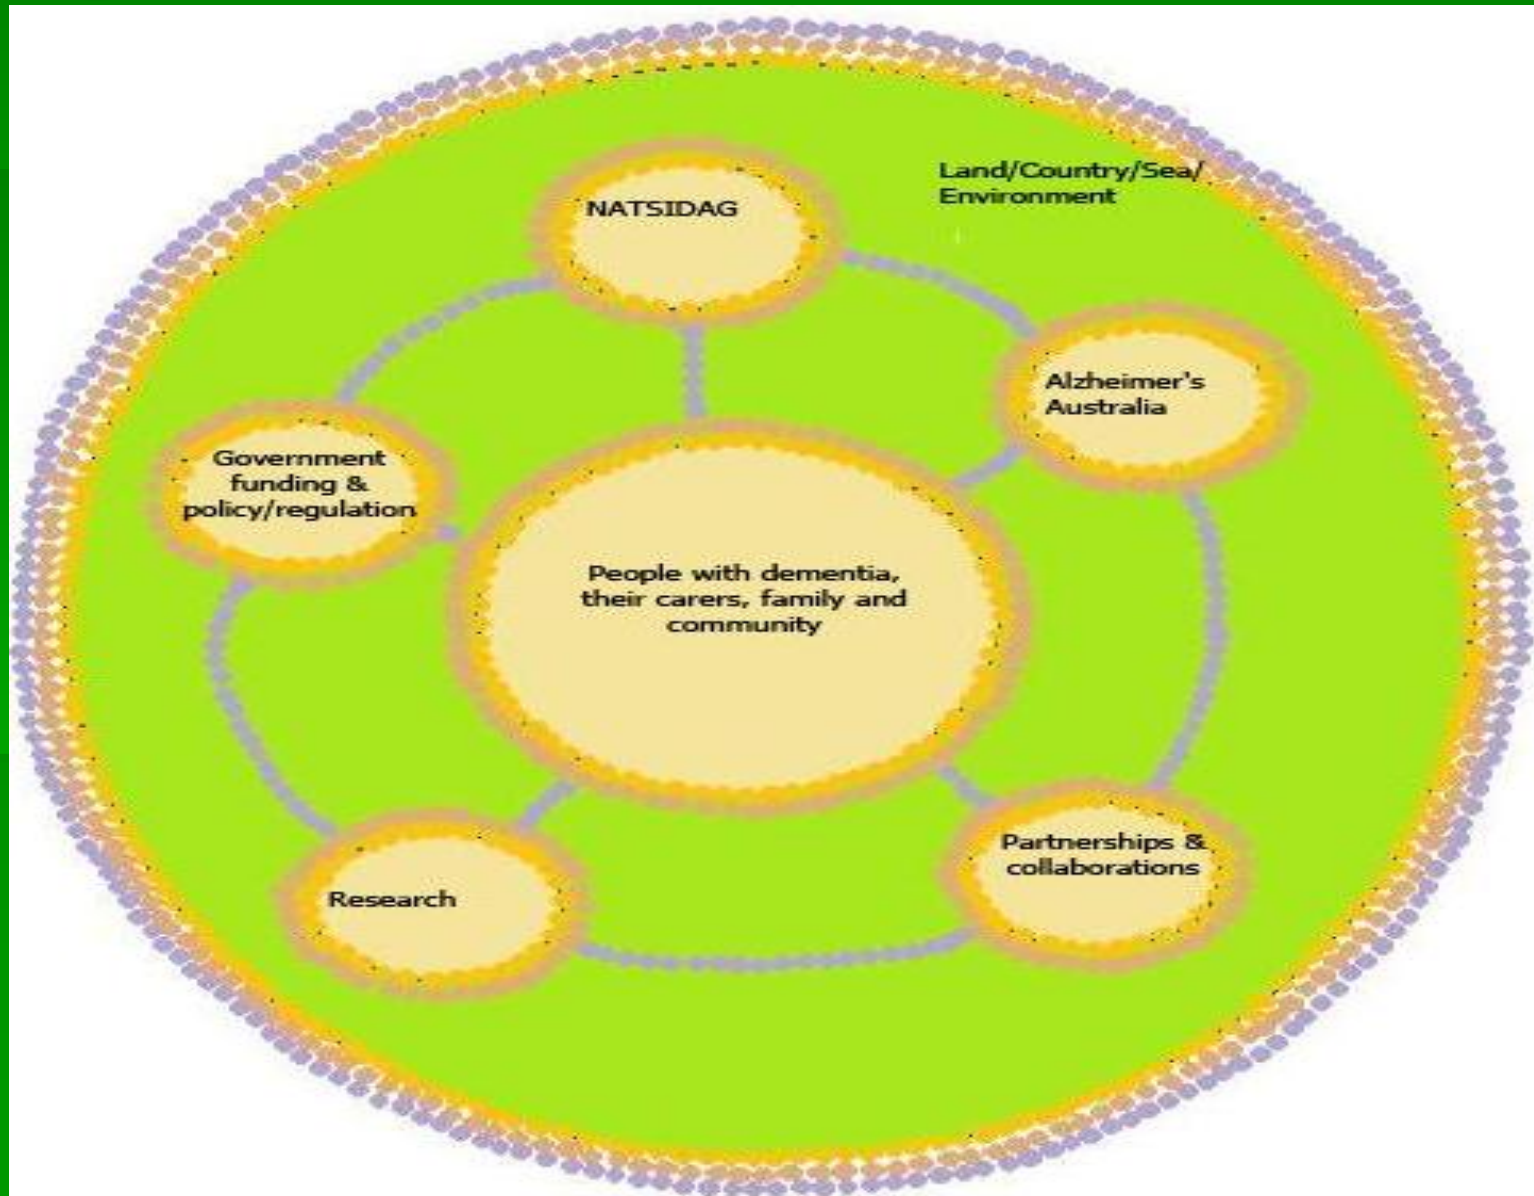 NATSIDAG
Land/Country/Sea/
Environment
Alzheimer's
Australia
Government
funding &
policy/regulation
People with dementia,
their carers, family and
community
Partnerships &
collaborations
Research